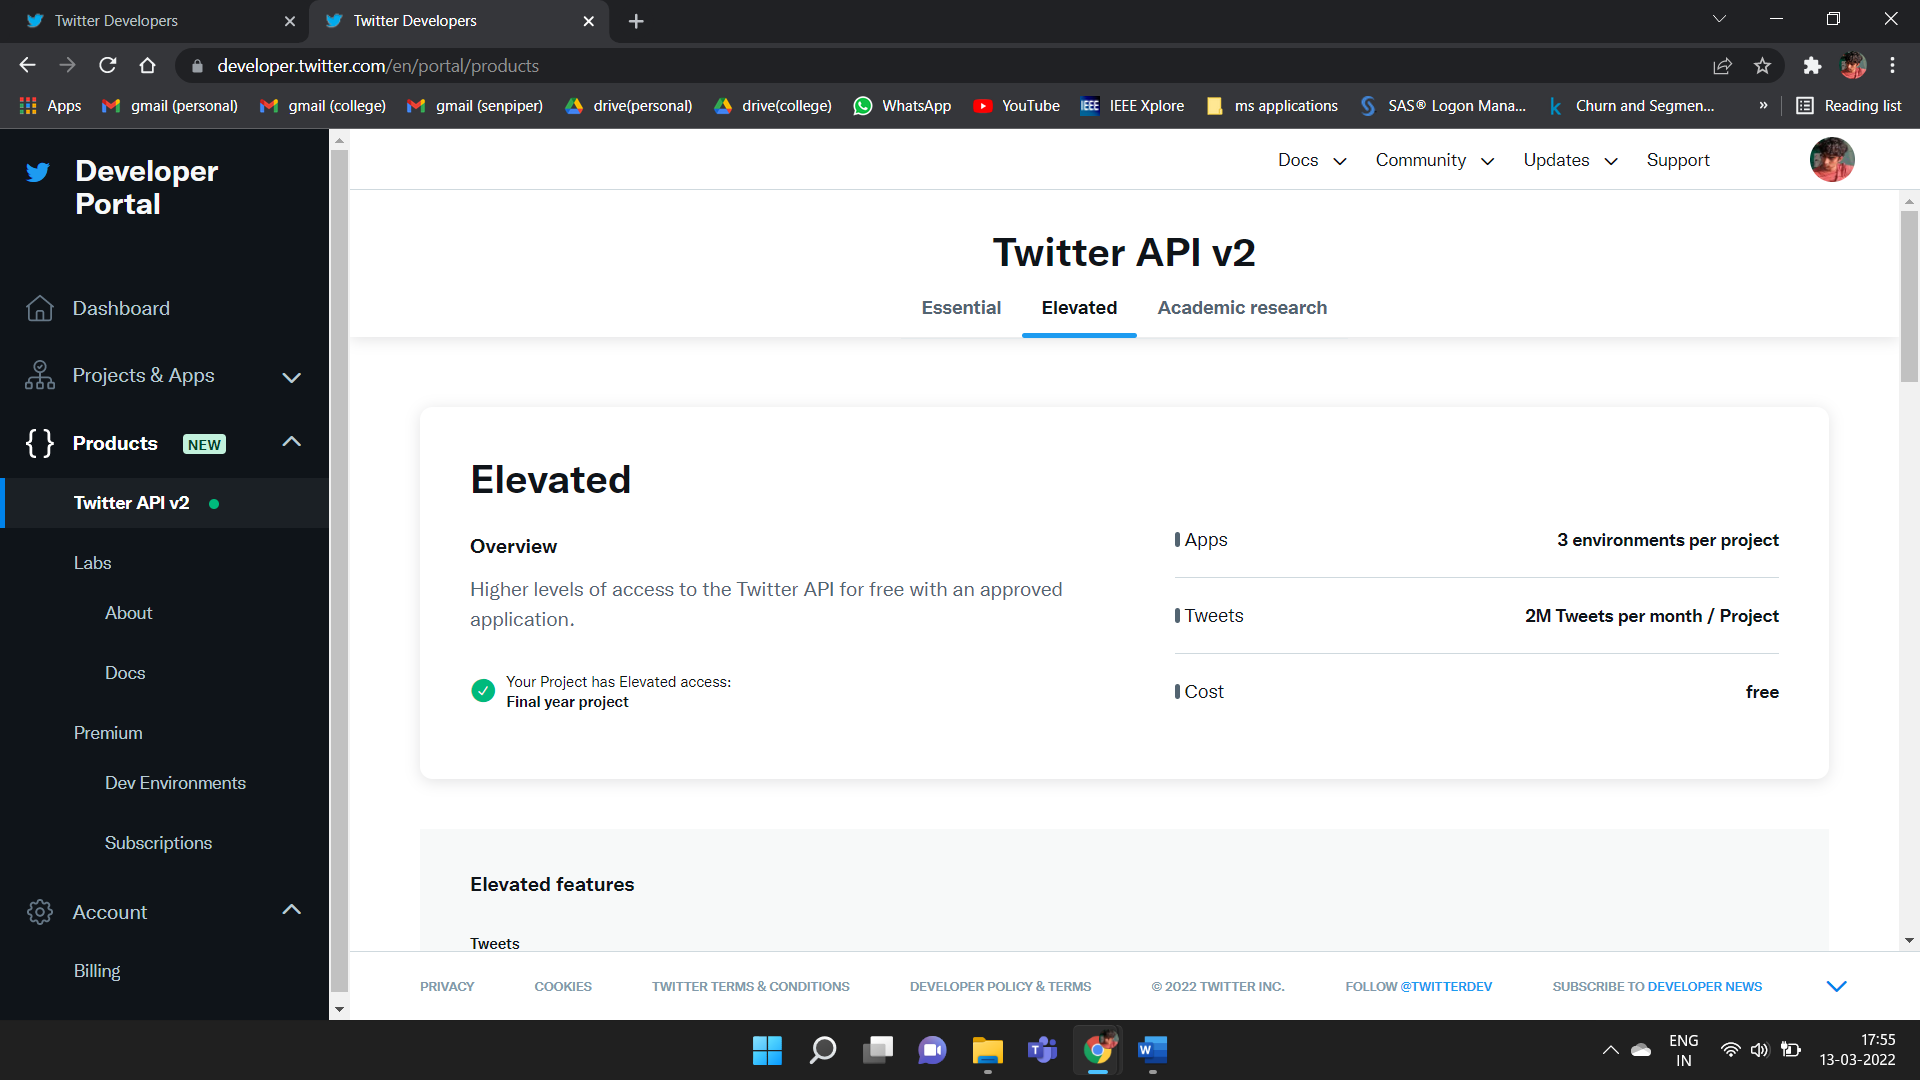 Twitter Developers
Twitter Developers
developer.twitter.com/en/portal/products
Apps
gmail (personal)
gmail (college)
gmail (senpiper)
drive(personal)
drive(college)
WhatsApp
YouTube
IEEE
IEEE Xplore
ms applications
SAS® Logon Mana...
k
Churn and Segmen...
»
Reading list
Developer
Portal
Docs
Community
Updates
Support
Twitter API v2
Essential
Elevated
Academic research
Dashboard
Projects & Apps
{ } Products NEW
Twitter API v2
Labs
About
Docs
Premium
Dev Environments
Subscriptions
Account
Billing
Elevated
Overview
Higher levels of access to the Twitter API for free with an approved
application.
Your Project has Elevated access:
Final year project
Apps 3 environments per project
Tweets 2M Tweets per month / Project
Cost free
Elevated features
Tweets
PRIVACY
COOKIES
TWITTER TERMS & CONDITIONS
DEVELOPER POLICY & TERMS
© 2022 TWITTER INC.
FOLLOW @TWITTERDEV
SUBSCRIBE TO DEVELOPER NEWS
ENG
IN
17:55
13-03-2022